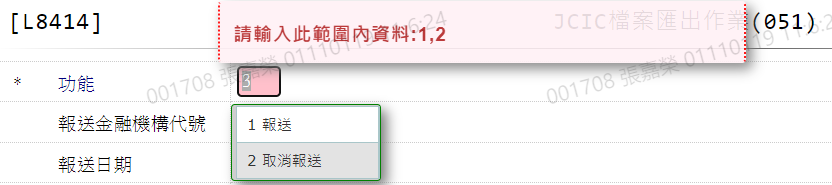 [L8414]
JCIC檔案匯出作業(051)
請輸入此範圍內資料:1,2
* 功能 3
報送金融機構代號
1 報送
報送日期
2 取消報送
001708 張嘉榮 01110119
001708 張嘉榮 01110119